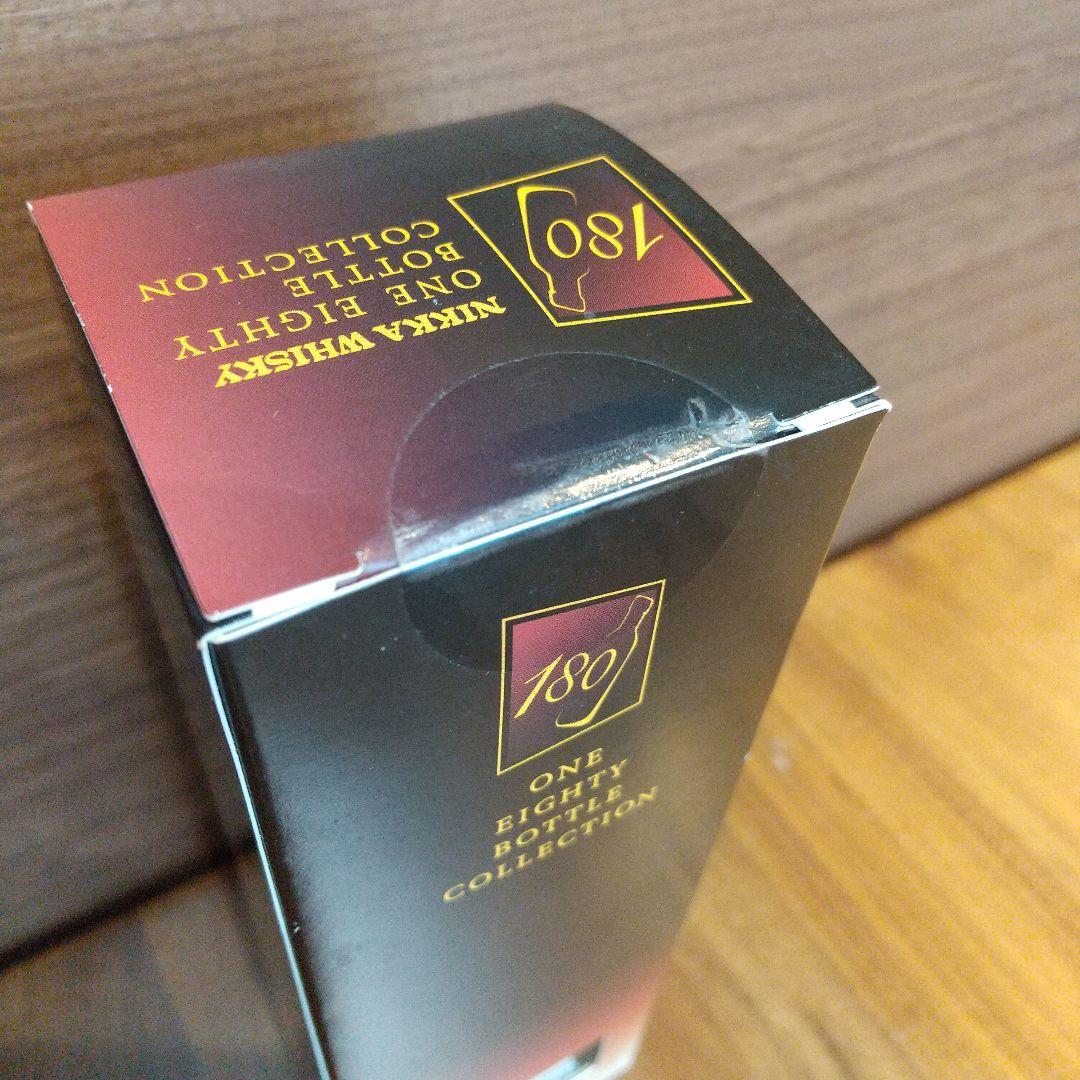 180
NIKKA WHISKY
ONE EIGHTY
BOTTLE
COLLECTION
180
ONE
EIGHTY
BOTTLE
COLLECTION